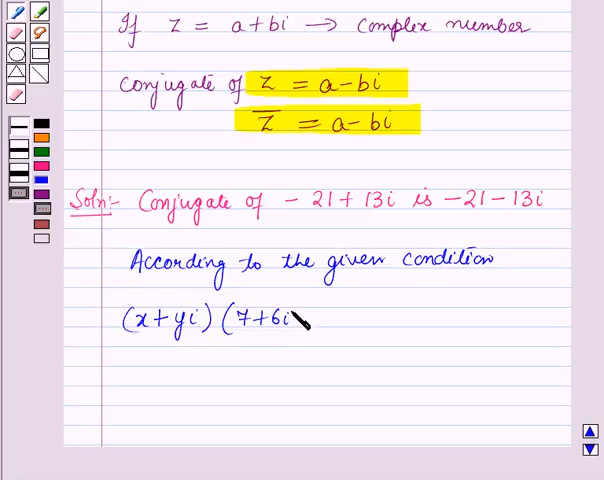 If z = a + bi → complex number
conjugate of z = a - bi
z̅ = a - bi
Soln:- Conjugate of - 21 + 13i is - 21 - 13i
According to the given condition
(x + yi) (7 + 6i